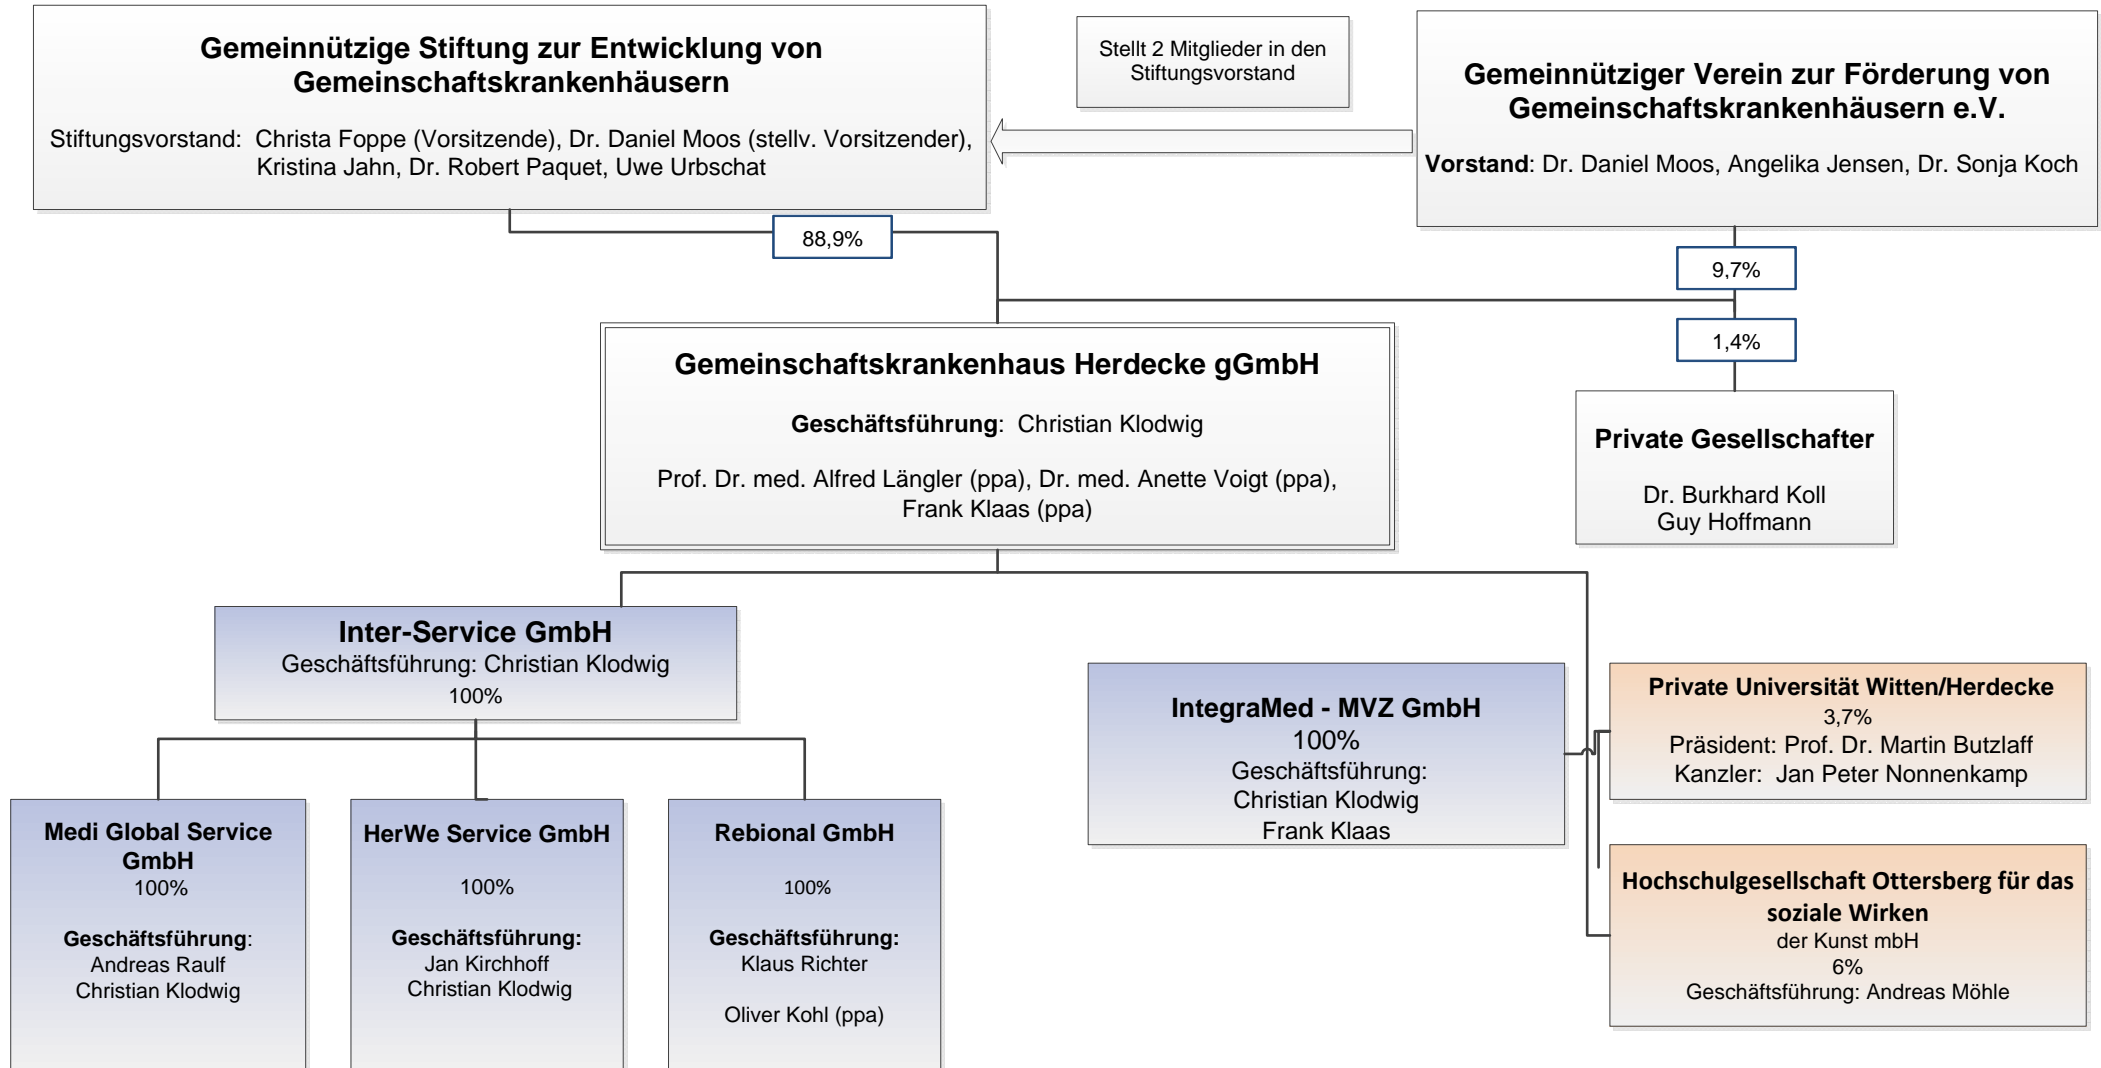 Gemeinnützige Stiftung zur Entwicklung von
Gemeinschaftskrankenhäusern
Stiftungsvorstand: Christa Foppe (Vorsitzende), Dr. Daniel Moos (stellv. Vorsitzender),
Kristina Jahn, Dr. Robert Paquet, Uwe Urbschat
Stellt 2 Mitglieder in den
Stiftungsvorstand
Gemeinnütziger Verein zur Förderung von
Gemeinschaftskrankenhäusern e.V.
Vorstand: Dr. Daniel Moos, Angelika Jensen, Dr. Sonja Koch
88,9%
9,7%
1,4%
Gemeinschaftskrankenhaus Herdecke gGmbH
Geschäftsführung: Christian Klodwig
Prof. Dr. med. Alfred Längler (ppa), Dr. med. Anette Voigt (ppa),
Frank Klaas (ppa)
Private Gesellschafter
Dr. Burkhard Koll
Guy Hoffmann
Inter-Service GmbH
Geschäftsführung: Christian Klodwig
100%
IntegraMed - MVZ GmbH
100%
Geschäftsführung:
Christian Klodwig
Frank Klaas
Private Universität Witten/Herdecke
3,7%
Präsident: Prof. Dr. Martin Butzlaff
Kanzler: Jan Peter Nonnenkamp
Medi Global Service
GmbH
100%
Geschäftsführung:
Andreas Raulf
Christian Klodwig
HerWe Service GmbH
100%
Geschäftsführung:
Jan Kirchhoff
Christian Klodwig
Rebional GmbH
100%
Geschäftsführung:
Klaus Richter
Oliver Kohl (ppa)
Hochschulgesellschaft Ottersberg für das
soziale Wirken
der Kunst mbH
6%
Geschäftsführung: Andreas Möhle